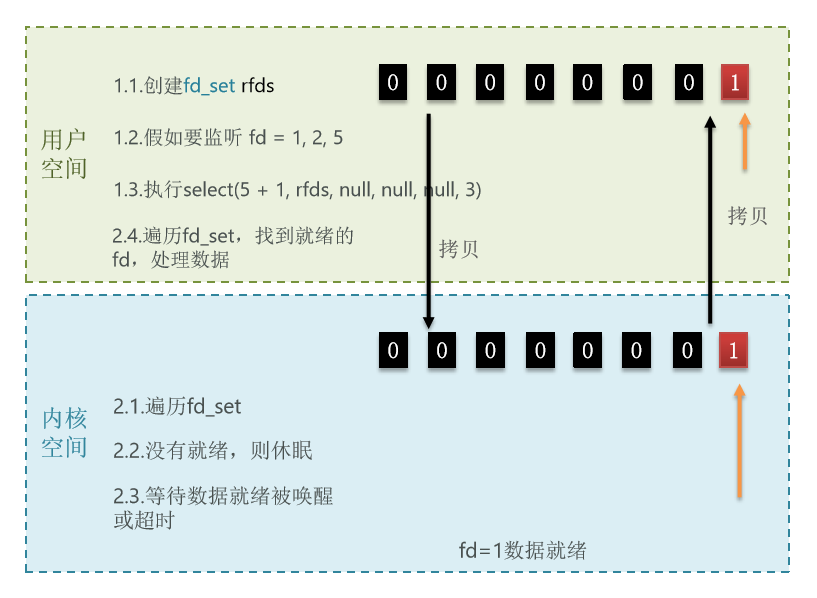 1.1.创建fd_set rfds
0 0 0 0 0 0 0 1
1.2.假如要监听 fd = 1, 2, 5
用户
空间
1.3.执行select(5 + 1, rfds, null, null, null, 3)
拷贝
2.4.遍历fd_set，找到就绪的
fd，处理数据
拷贝
0 0 0 0 0 0 0 1
内核
空间
2.1.遍历fd_set
2.2.没有就绪，则休眠
2.3.等待数据就绪被唤醒
或超时
fd=1数据就绪